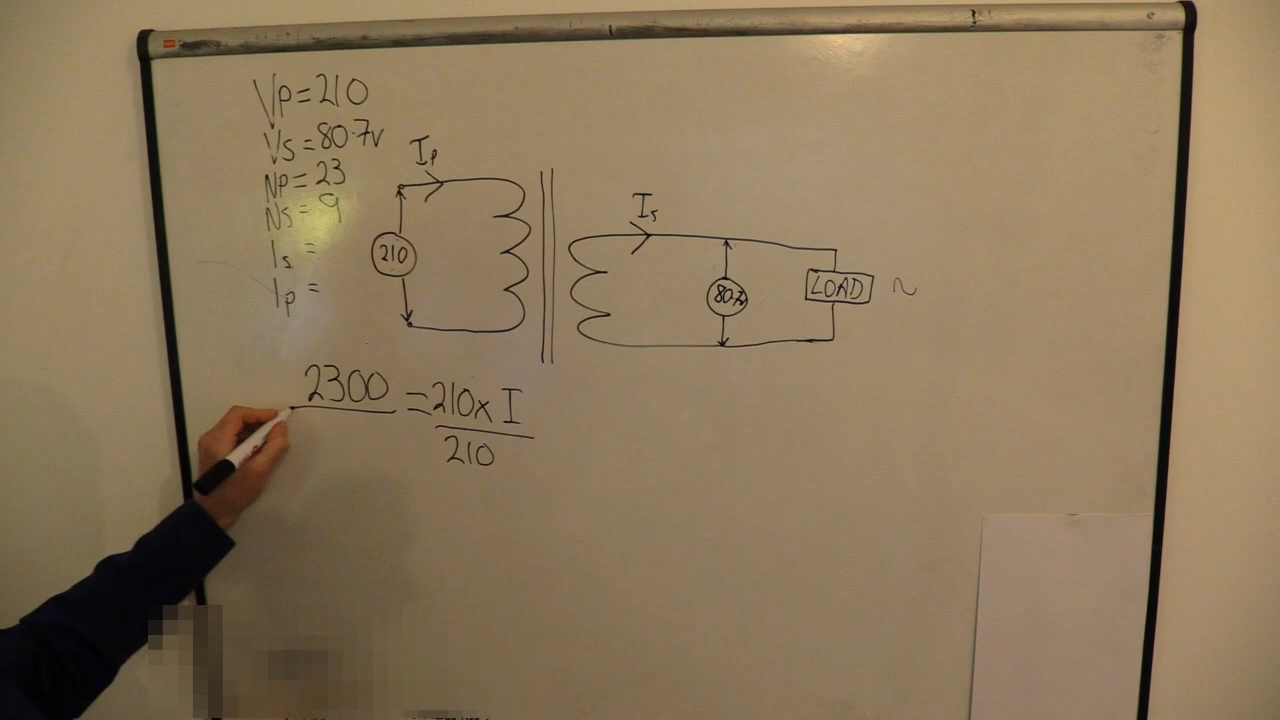 Vp=210
Vs=80.7v
Np=23
Ns=9
Is=
Ip=
Ip
210
Is
80.7v
LOAD
~
2300 =210x I
210